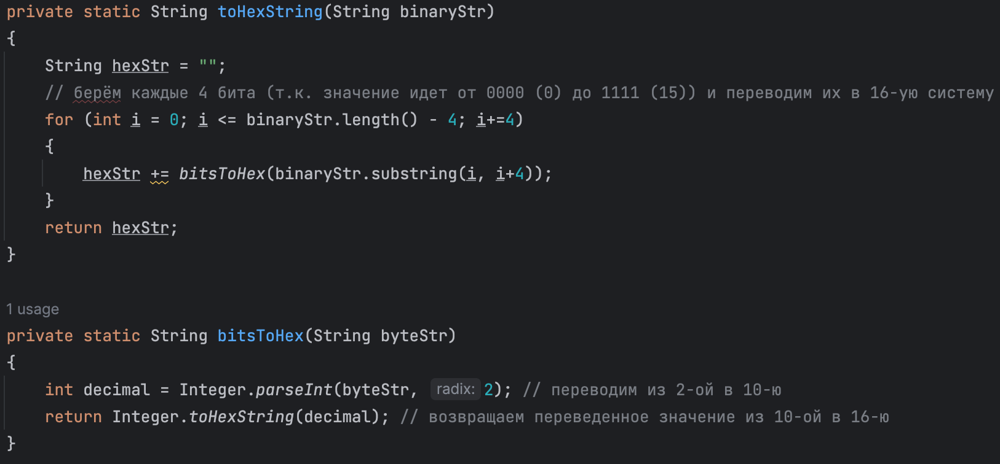 private static String toHexString(String binaryStr)
{
    String hexStr = "";
    // берём каждые 4 бита (т.к. значение идет от 0000 (0) до 1111 (15)) и переводим их в 16-ую систему
    for (int i = 0; i <= binaryStr.length() - 4; i+=4)
    {
        hexStr += bitsToHex(binaryStr.substring(i, i+4));
    }
    return hexStr;
}
1 usage
private static String bitsToHex(String byteStr)
{
    int decimal = Integer.parseInt(byteStr, radix: 2); // переводим из 2-ой в 10-ю
    return Integer.toHexString(decimal); // возвращаем переведенное значение из 10-ой в 16-ю
}